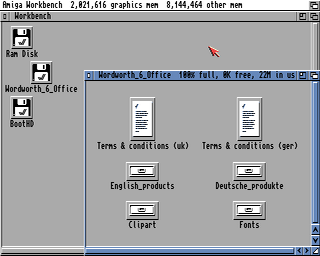 Amiga Workbench 2,021,616 graphics mem 8,144,464 other mem
Workbench
Ram Disk
Wordworth_6_Office
BootHD
Wordworth_6_Office 100% full, 0K free, 22M in us
Terms & conditions (uk) Terms & conditions (ger)
English_products Deutsche_produkte
Clipart Fonts